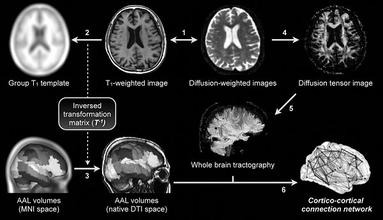 2
1
4
Group T1 template
T1-weighted image
Diffusion-weighted images
Diffusion tensor image
5
Inversed
transformation
matrix (T-1)
3
Whole brain tractography
6
AAL volumes
(MNI space)
AAL volumes
(native DTI space)
Cortico-cortical
connection network